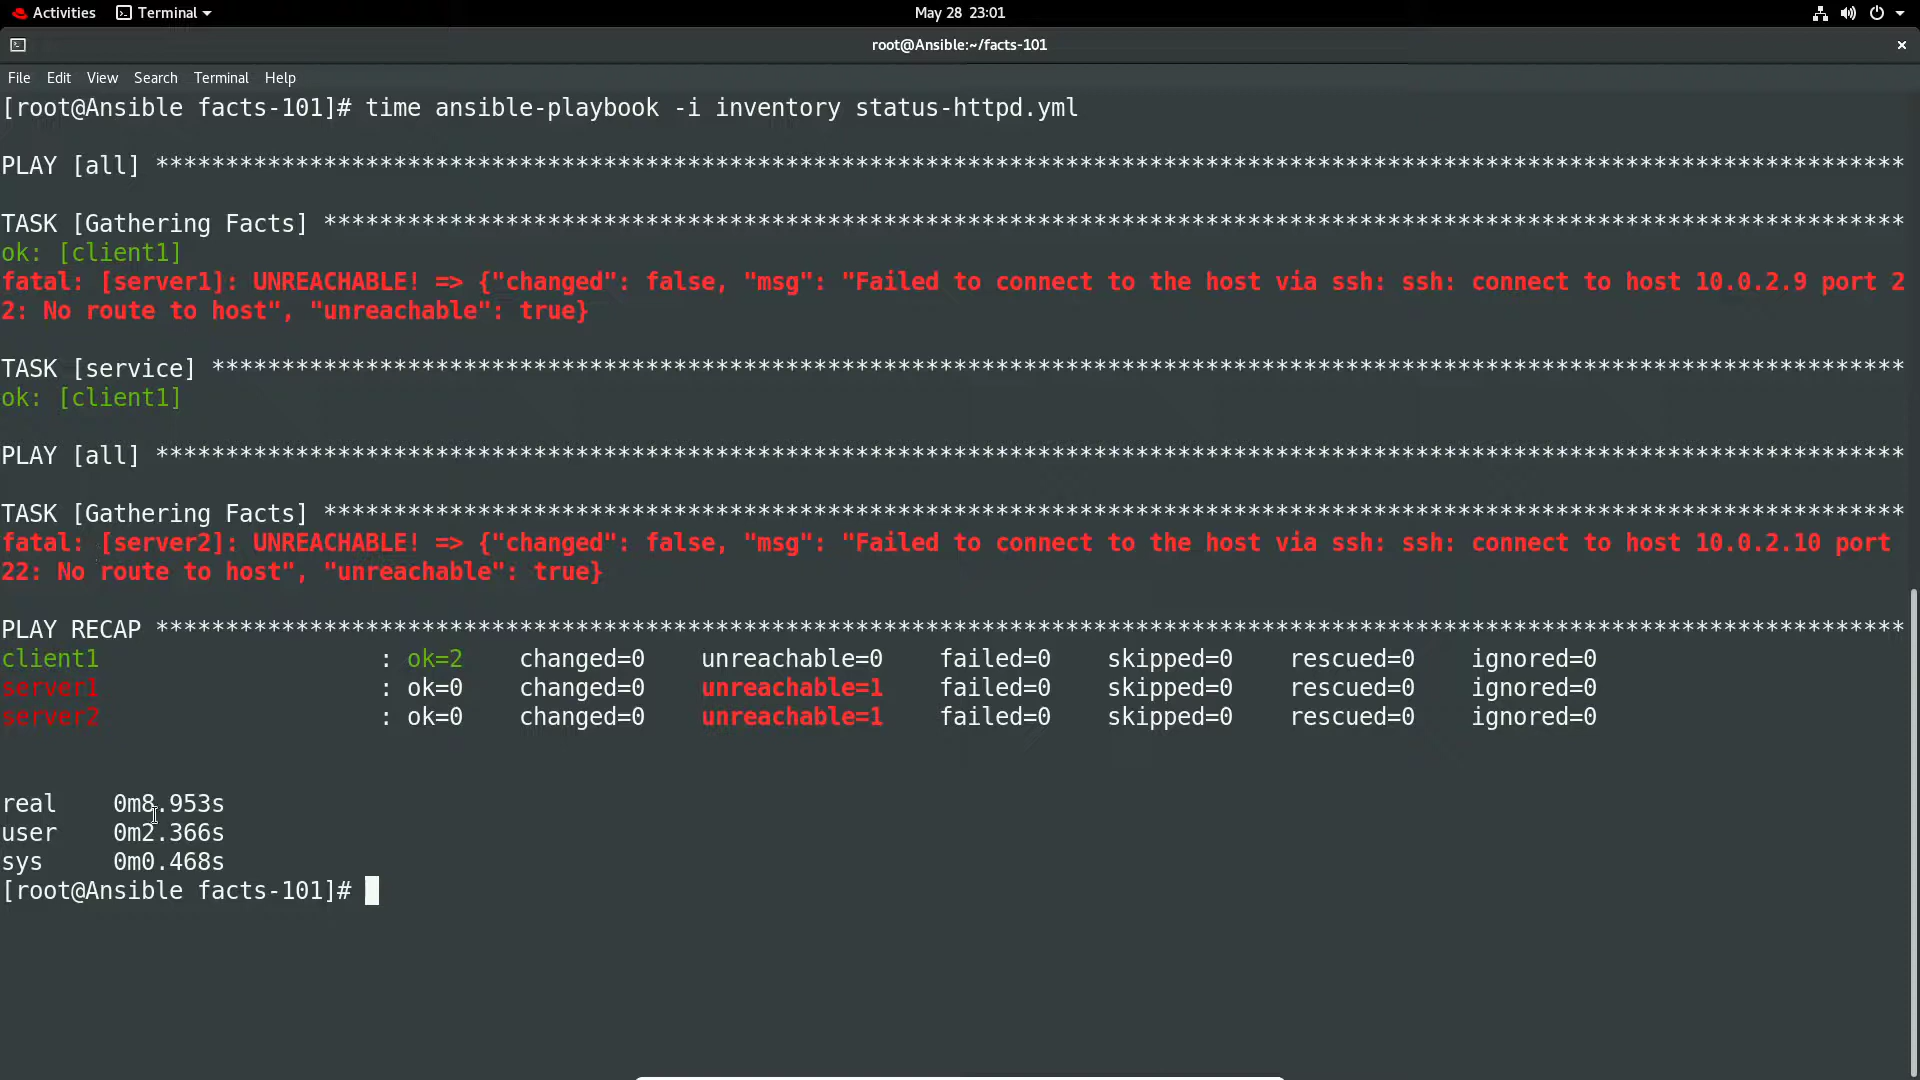 Activities Terminal May 28 23:01
root@Ansible:~/facts-101
File Edit View Search Terminal Help
[root@Ansible facts-101]# time ansible-playbook -i inventory status-httpd.yml
PLAY [all] *****************************************************************************************************************************
TASK [Gathering Facts] *****************************************************************************************************************
ok: [client1]
fatal: [server1]: UNREACHABLE! => {"changed": false, "msg": "Failed to connect to the host via ssh: ssh: connect to host 10.0.2.9 port 2
2: No route to host", "unreachable": true}
TASK [service] *************************************************************************************************************************
ok: [client1]
PLAY [all] *****************************************************************************************************************************
TASK [Gathering Facts] *****************************************************************************************************************
fatal: [server2]: UNREACHABLE! => {"changed": false, "msg": "Failed to connect to the host via ssh: ssh: connect to host 10.0.2.10 port
22: No route to host", "unreachable": true}
PLAY RECAP *****************************************************************************************************************************
client1 : ok=2 changed=0 unreachable=0 failed=0 skipped=0 rescued=0 ignored=0
server1 : ok=0 changed=0 unreachable=1 failed=0 skipped=0 rescued=0 ignored=0
server2 : ok=0 changed=0 unreachable=1 failed=0 skipped=0 rescued=0 ignored=0
real 0m8.953s
user 0m2.366s
sys 0m0.468s
[root@Ansible facts-101]#